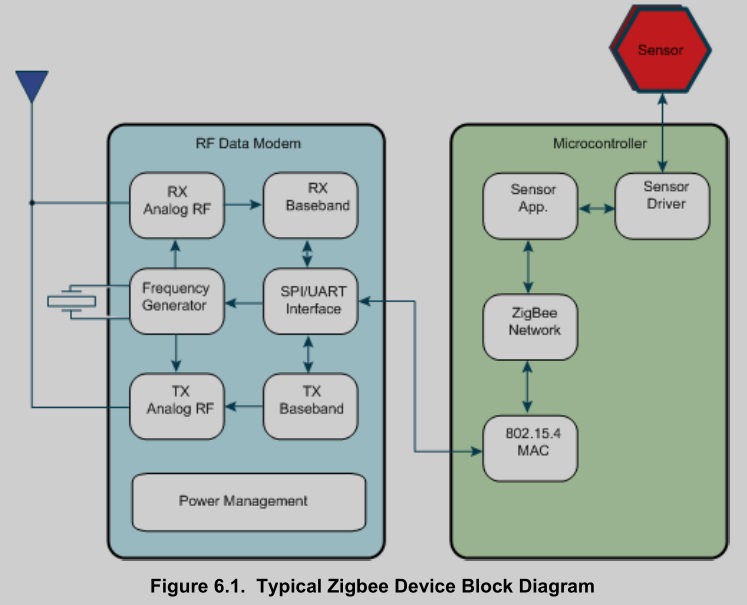 Sensor
RF Data Modem
Microcontroller
RX
Analog RF
RX
Baseband
Sensor
App.
Sensor
Driver
Frequency
Generator
SPI/UART
Interface
ZigBee
Network
TX
Analog RF
TX
Baseband
802.15.4
MAC
Power Management
Figure 6.1. Typical Zigbee Device Block Diagram